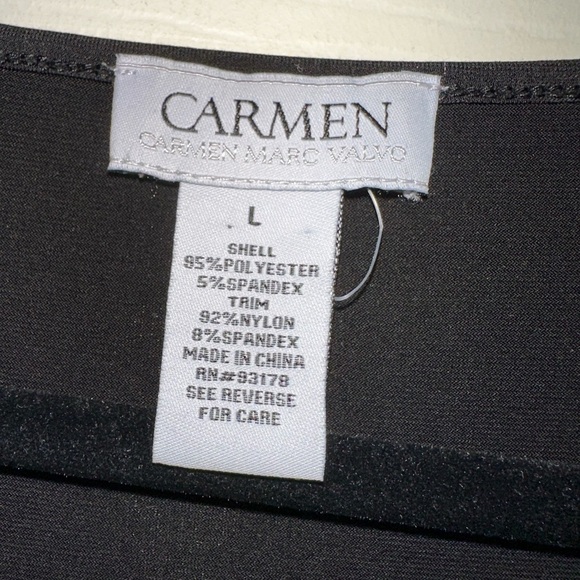 CARMEN
CARMEN MARC VALVO
L
SHELL
95%POLYESTER
5%SPANDEX
TRIM
92%NYLON
8%SPANDEX
MADE IN CHINA
RN#93178
SEE REVERSE
FOR CARE